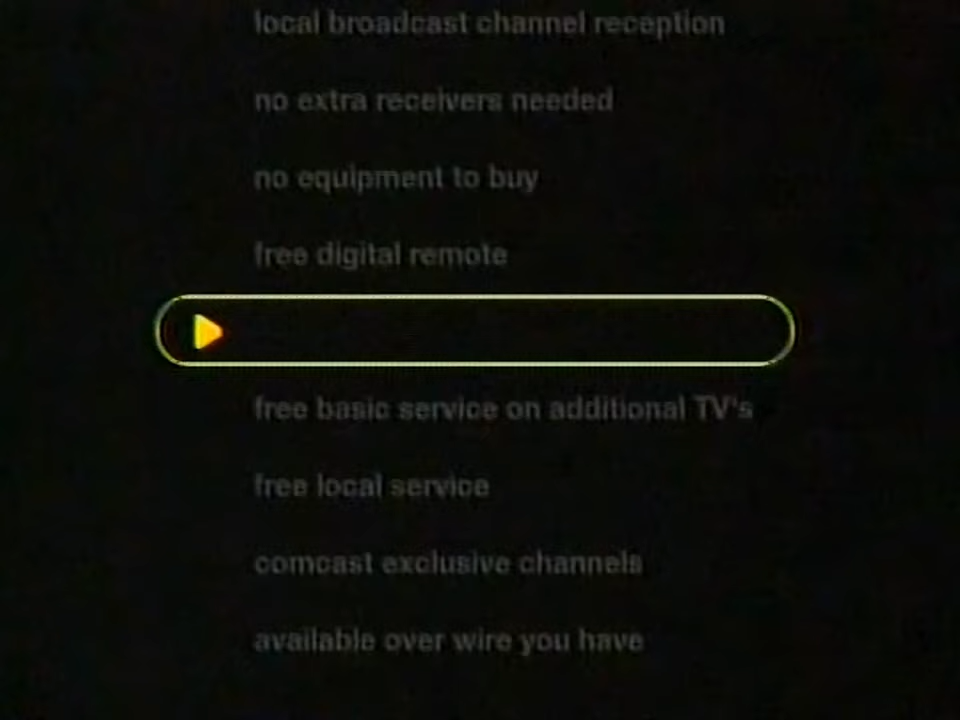 local broadcast channel reception
no extra receivers needed
no equipment to buy
free digital remote
free basic service on additional TV's
free local service
comcast exclusive channels
available over wire you have